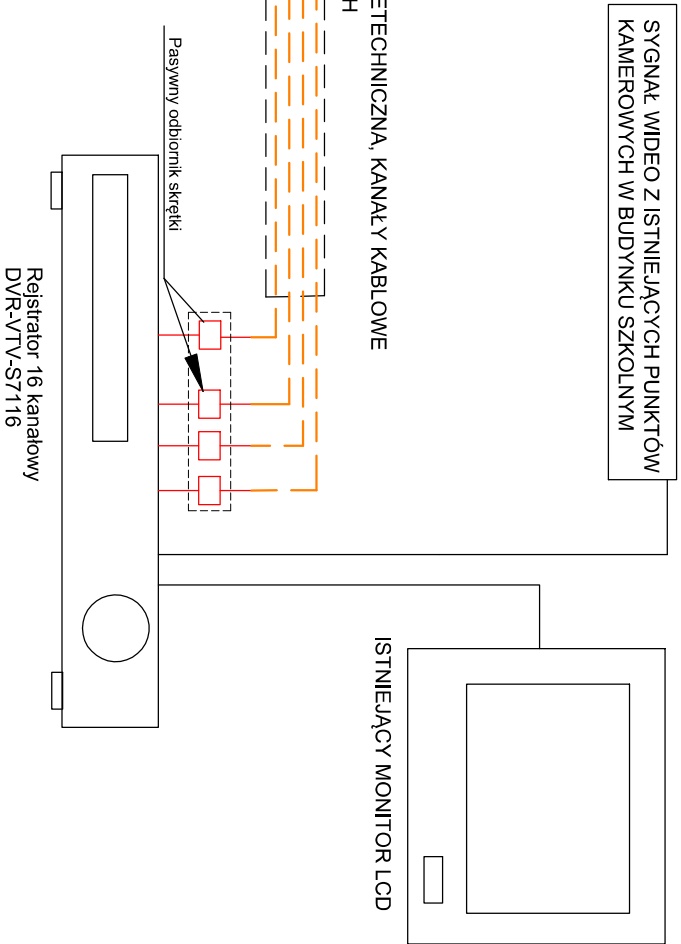 SYGNAŁ WIDEO Z ISTNIEJĄCYCH PUNKTÓW
KAMEROWYCH W BUDYNKU SZKOLNYM
ETECHNICZNA, KANAŁY KABLOWE
H
Pasywny odbiornik skrętki
ISTNIEJĄCY MONITOR LCD
Rejstrator 16 kanałowy
DVR-VTV-S7116